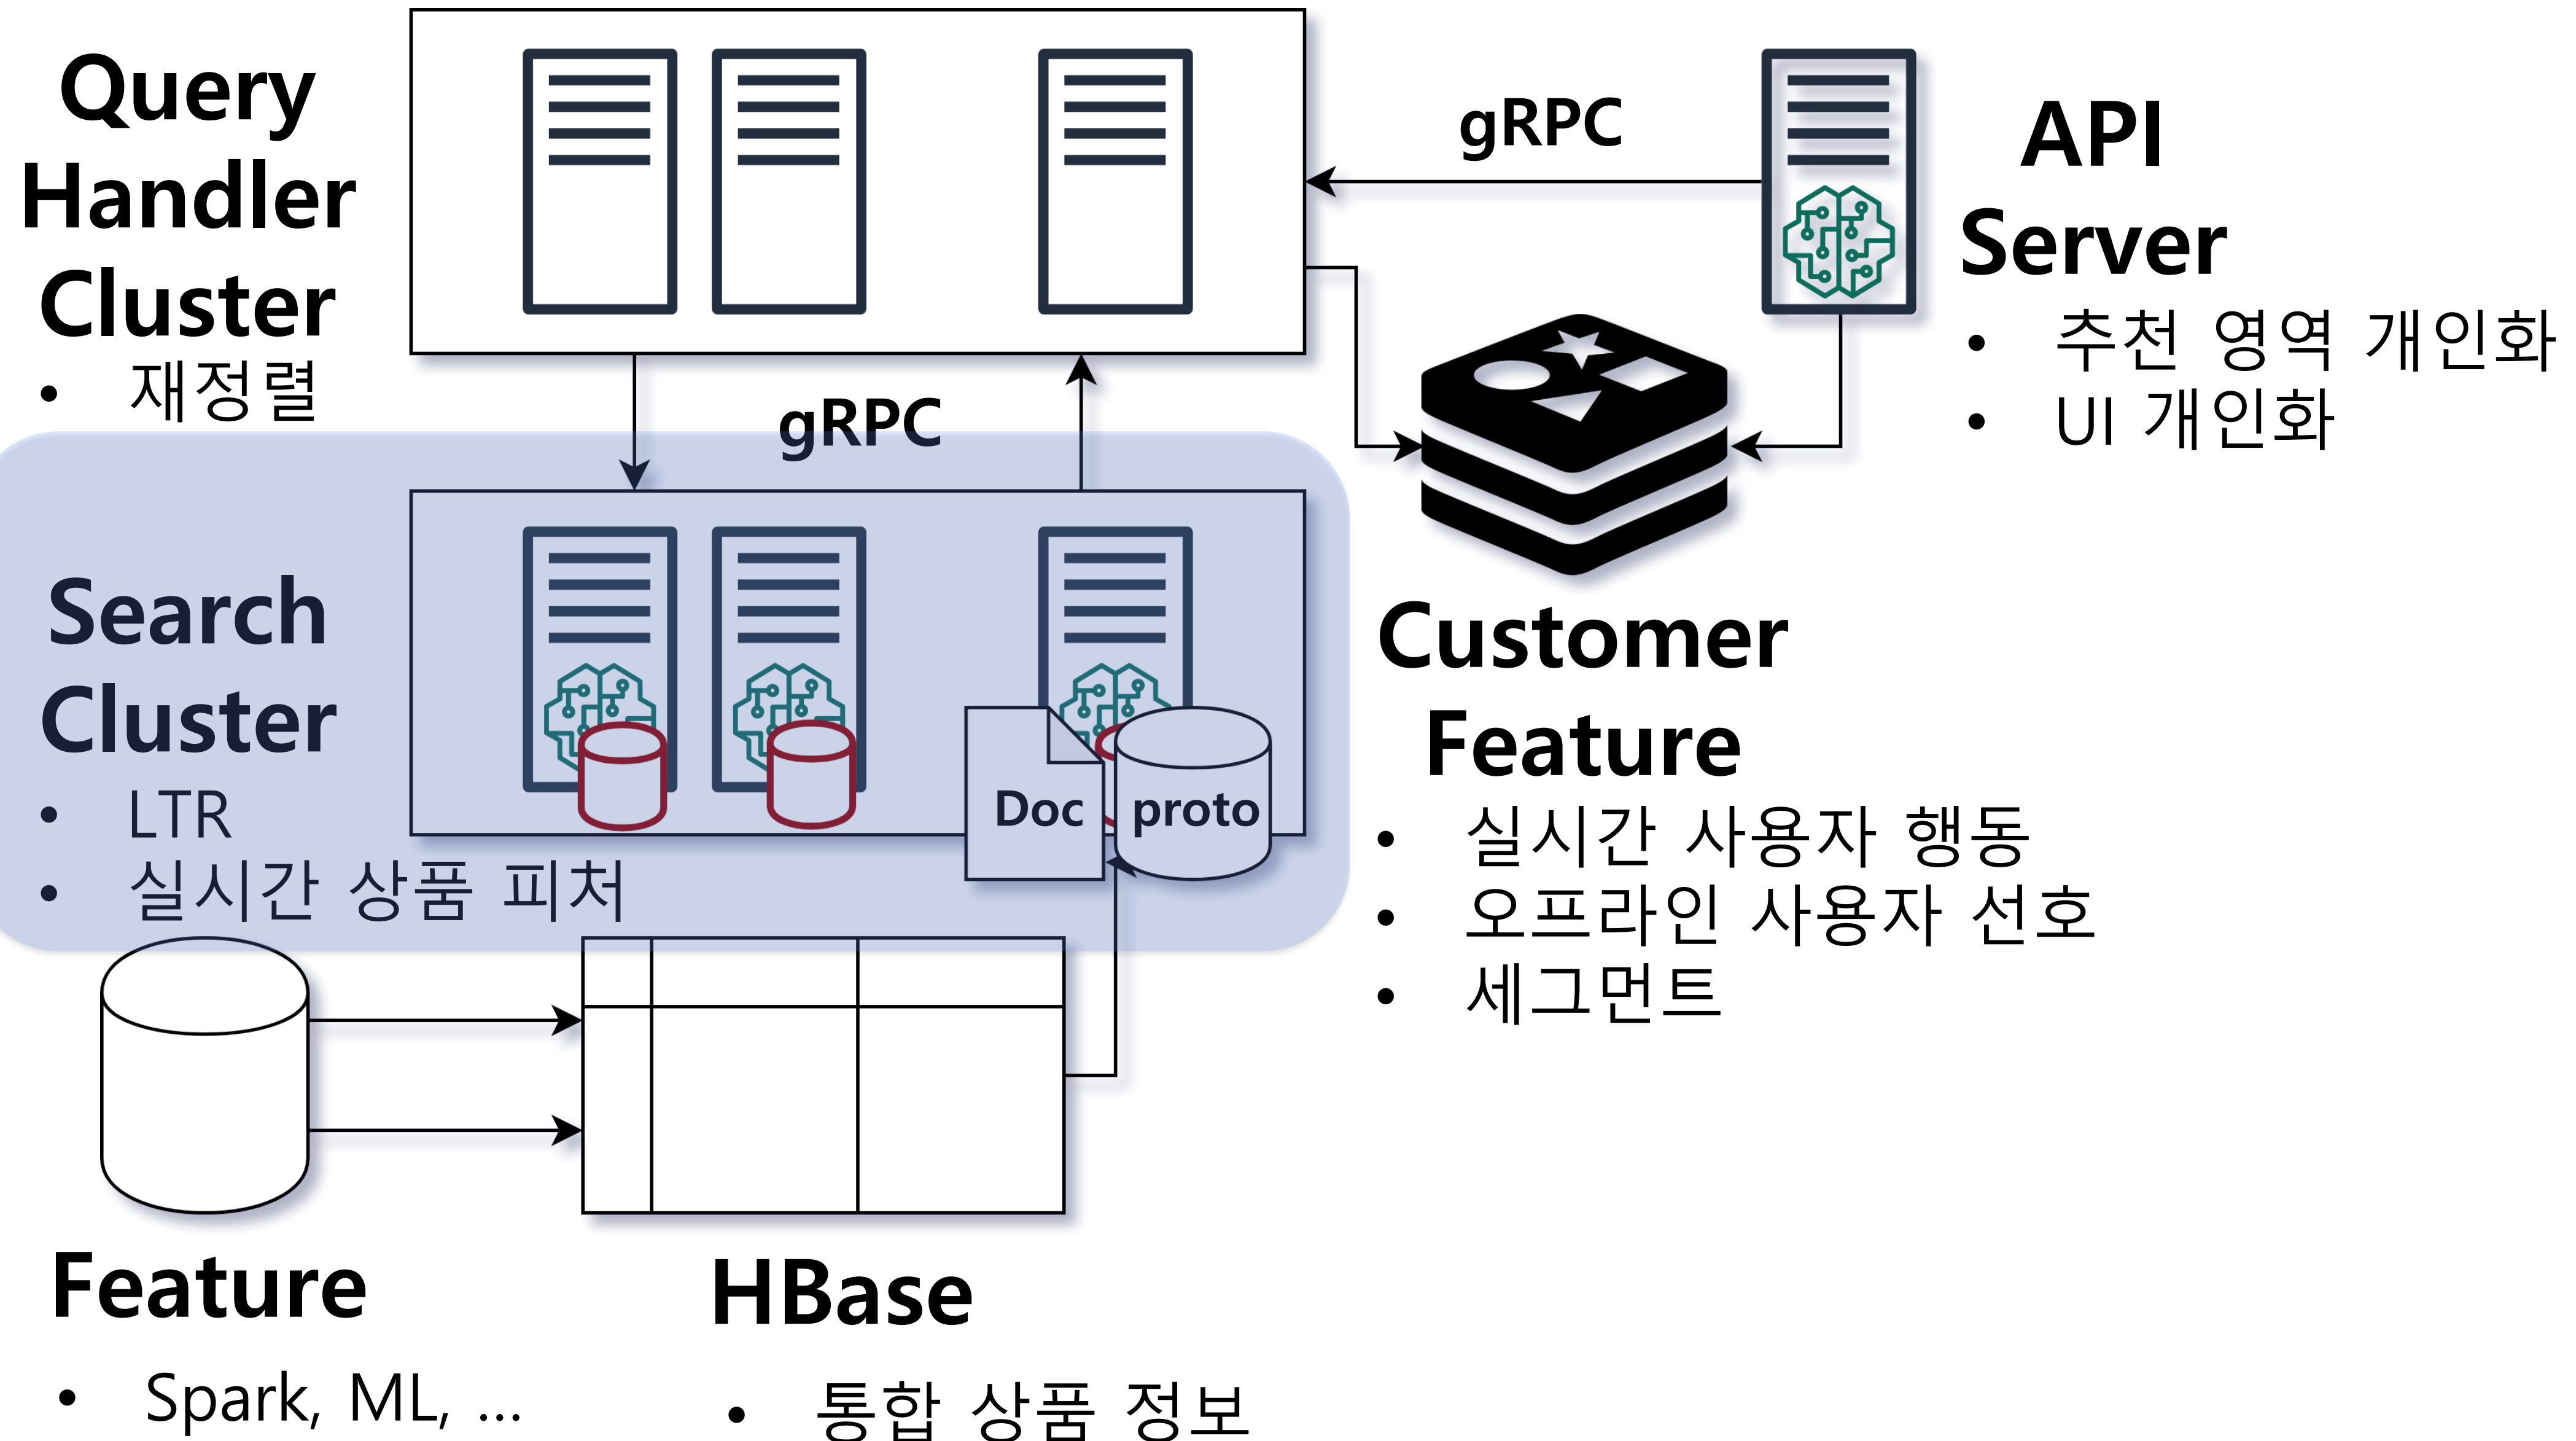 Query
Handler
Cluster
• 재정렬
gRPC
API
Server
• 추천 영역 개인화
• UI 개인화
gRPC
Search
Cluster
• LTR
• 실시간 상품 피처
Doc
proto
Customer
Feature
• 실시간 사용자 행동
• 오프라인 사용자 선호
• 세그먼트
Feature
• Spark, ML, ...
HBase
• 통합 상품 정보